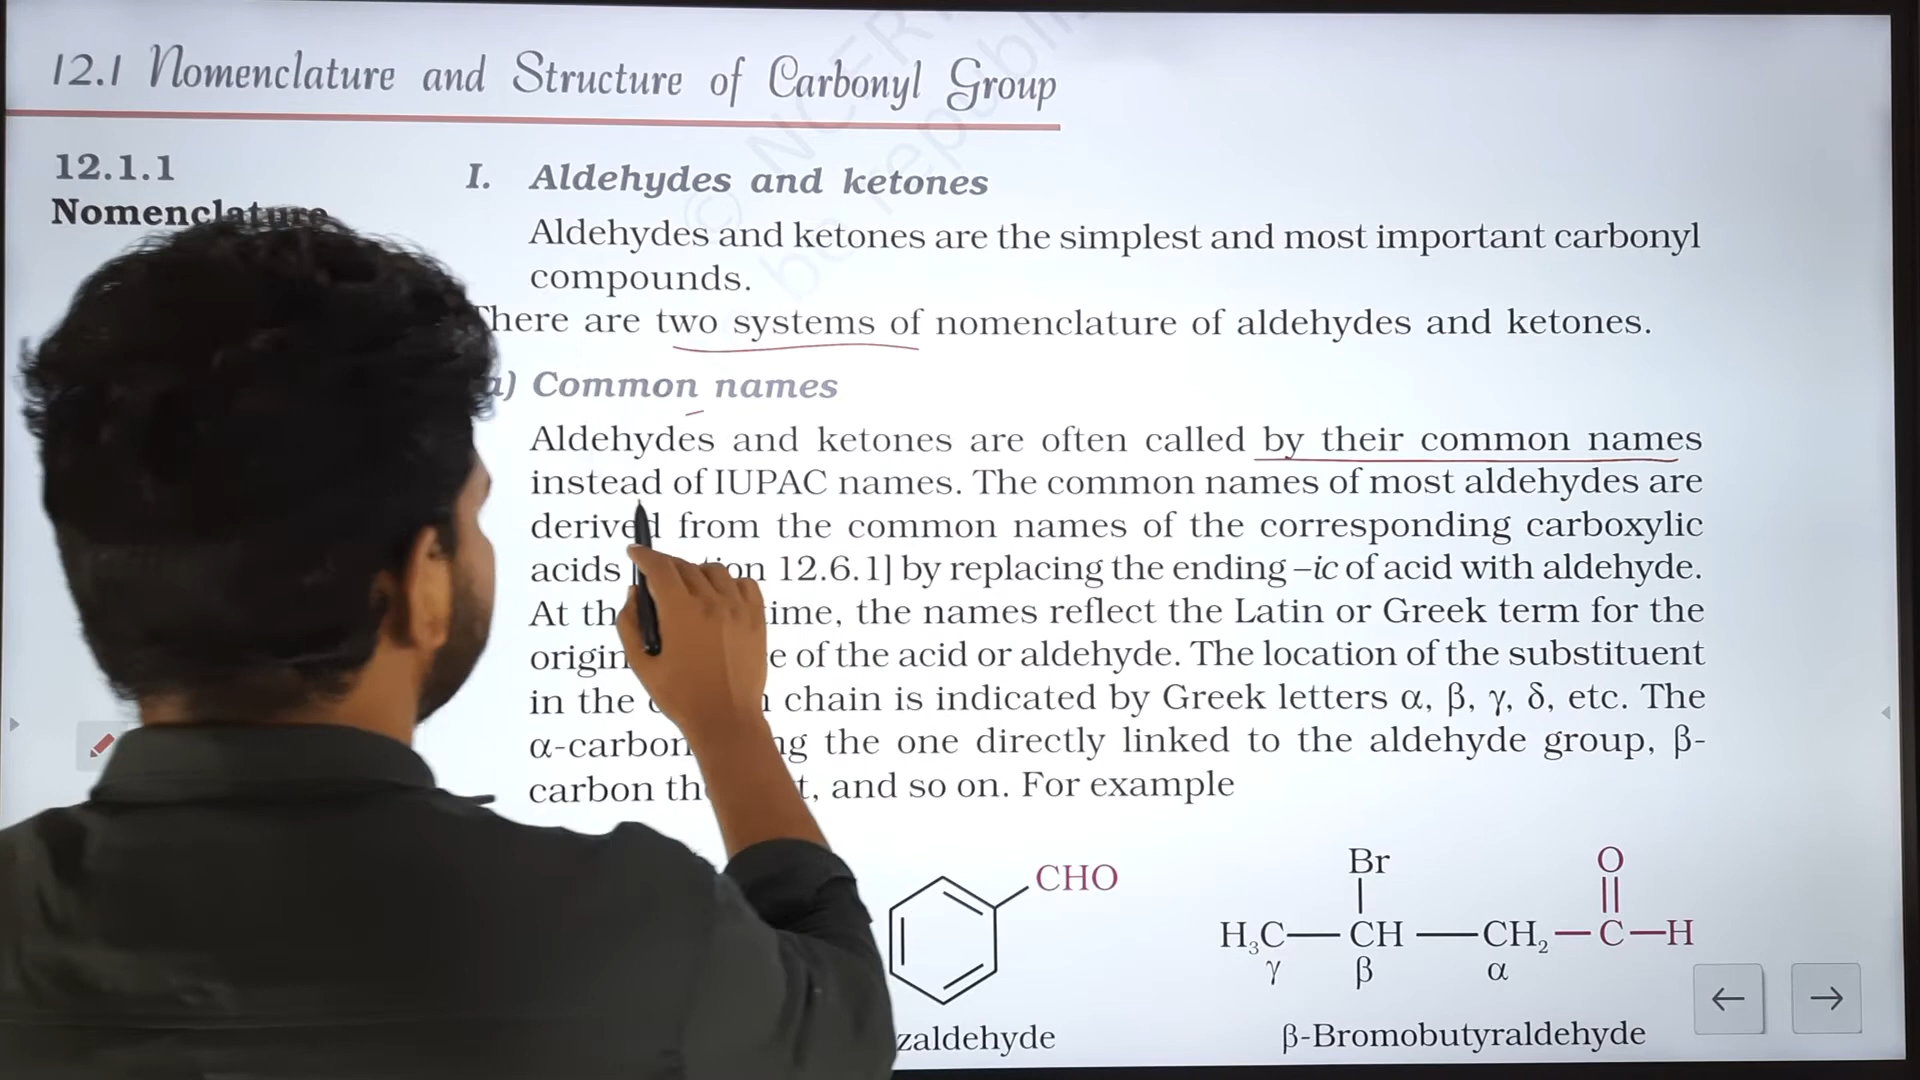 12.1 Nomenclature and Structure of Carbonyl Group
12.1.1
Nomenclature
I. Aldehydes and ketones
Aldehydes and ketones are the simplest and most important carbonyl
compounds.
There are two systems of nomenclature of aldehydes and ketones.
a) Common names
Aldehydes and ketones are often called by their common names
instead of IUPAC names. The common names of most aldehydes are
derived from the common names of the corresponding carboxylic
acids 12.6.1] by replacing the ending –ic of acid with aldehyde.
At the names reflect the Latin or Greek term for the
of the acid or aldehyde. The location of the substituent
in the chain is indicated by Greek letters α, β, γ, δ, etc. The
α-carbon the one directly linked to the aldehyde group, β-
carbon and so on. For example
CHO
Br
O
H₃C—CH—CH₂—C—H
γ β α
zaldehyde
β-Bromobutyraldehyde
© NCERT
be republi